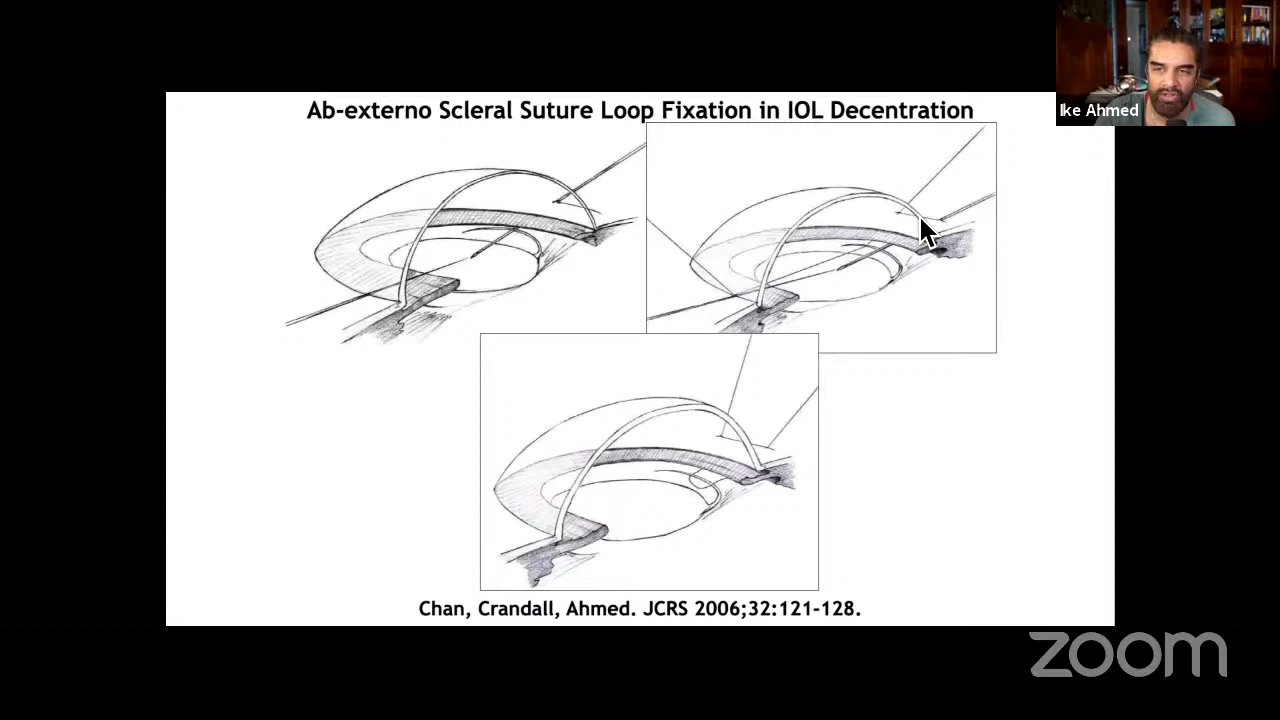 Ab-externo Scleral Suture Loop Fixation in IOL Decentration
Ike Ahmed
Chan, Crandall, Ahmed. JCRS 2006;32:121-128.
zoom